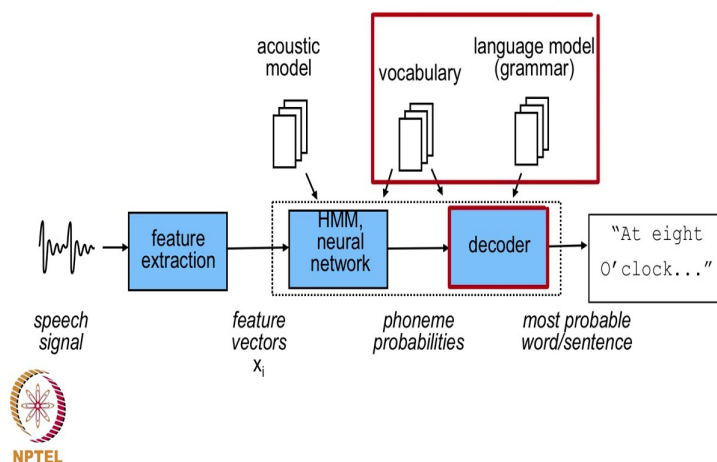 acoustic
model
vocabulary
language model
(grammar)
feature
extraction
HMM,
neural
network
decoder
"At eight
O'clock..."
speech
signal
feature
vectors
xi
phoneme
probabilities
most probable
word/sentence
NPTEL